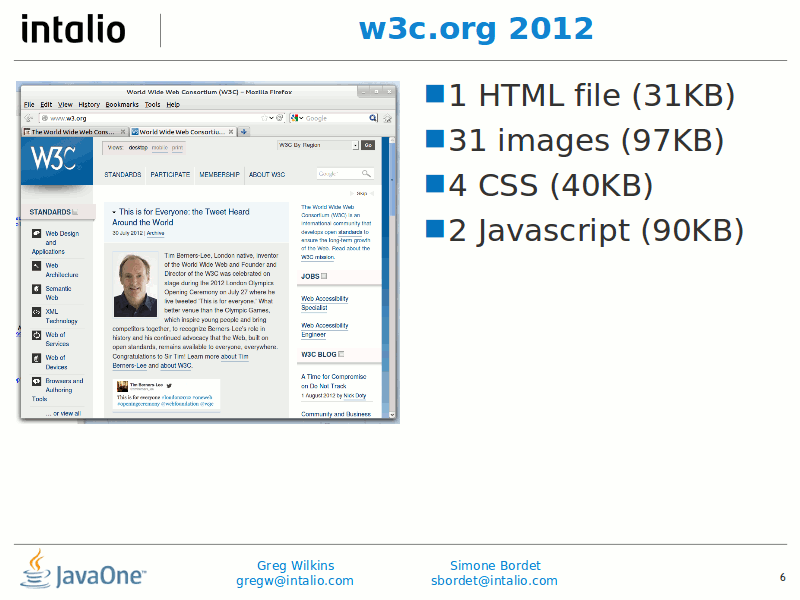 intalio
w3c.org 2012
World Wide Web Consortium (W3C) - Mozilla Firefox
File Edit View History Bookmarks Tools Help
www.w3.org
Google
The World Wide Web Cons...
World Wide Web Consortiu...
W3C
Views: desktop mobile print
W3C By Region
Go
STANDARDS PARTICIPATE MEMBERSHIP ABOUT W3C
Google™
Skip
STANDARDS
Web Design
and
Applications
Web
Architecture
Semantic
Web
XML
Technology
Web of
Services
Web of
Devices
Browsers and
Authoring
Tools
... or view all
This is for Everyone: the Tweet Heard
Around the World
30 July 2012 | Archive
Tim Berners-Lee, London native, inventor
of the World Wide Web and Founder and
Director of the W3C was celebrated on
stage during the 2012 London Olympics
Opening Ceremony on July 27 where he
live tweeted 'This is for everyone.' What
better venue than the Olympic Games,
which inspire young people and bring
competitors together, to recognize Berners-Lee's role in
history and his continued advocacy that the Web, built on
open standards, remains available to everyone, everywhere.
Congratulations to Sir Tim! Learn more about Tim
Berners-Lee and about W3C.
Tim Berners-Lee
This is for everyone #london2012 #oneweb
#openingceremony @webfoundation @w3c
The World Wide Web
Consortium (W3C) is an
international community that
develops open standards to
ensure the long-term growth
of the Web. Read about the
W3C mission.
JOBS
Web Accessibility
Specialist
Web Accessibility
Engineer
W3C BLOG
A Time for Compromise
on Do Not Track
1 August 2012 by Nick Doty
Community and Business
1 HTML file (31KB)
31 images (97KB)
4 CSS (40KB)
2 Javascript (90KB)
JavaOne™
Greg Wilkins
gregw@intalio.com
Simone Bordet
sbordet@intalio.com
6